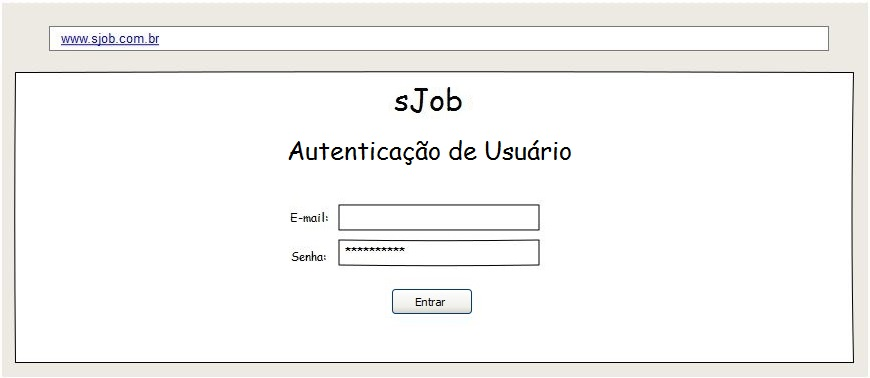 www.sjob.com.br
sJob
Autenticação de Usuário
E-mail:
Senha: **********
Entrar